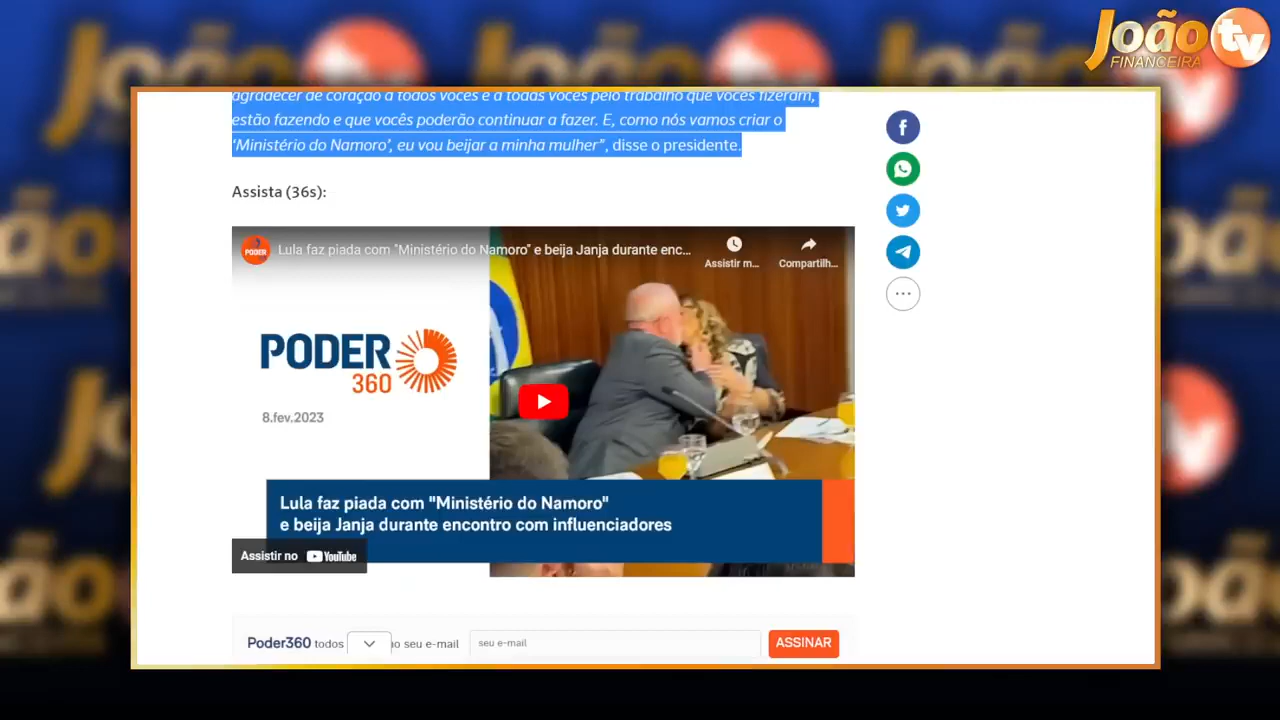 João
FINANCEIRA
tv
agradecer de coração a todos vocês e a todas vocês pelo trabalho que vocês fizeram,
estão fazendo e que vocês poderão continuar a fazer. E, como nós vamos criar o
‘Ministério do Namoro’, eu vou beijar a minha mulher”, disse o presidente.
Assista (36s):
PODER
Lula faz piada com "Ministério do Namoro" e beija Janja durante enc...
Assistir m...
Compartilh...
PODER
360
8.fev.2023
Lula faz piada com "Ministério do Namoro"
e beija Janja durante encontro com influenciadores
Assistir no YouTube
Poder360 todos no seu e-mail
seu e-mail
ASSINAR